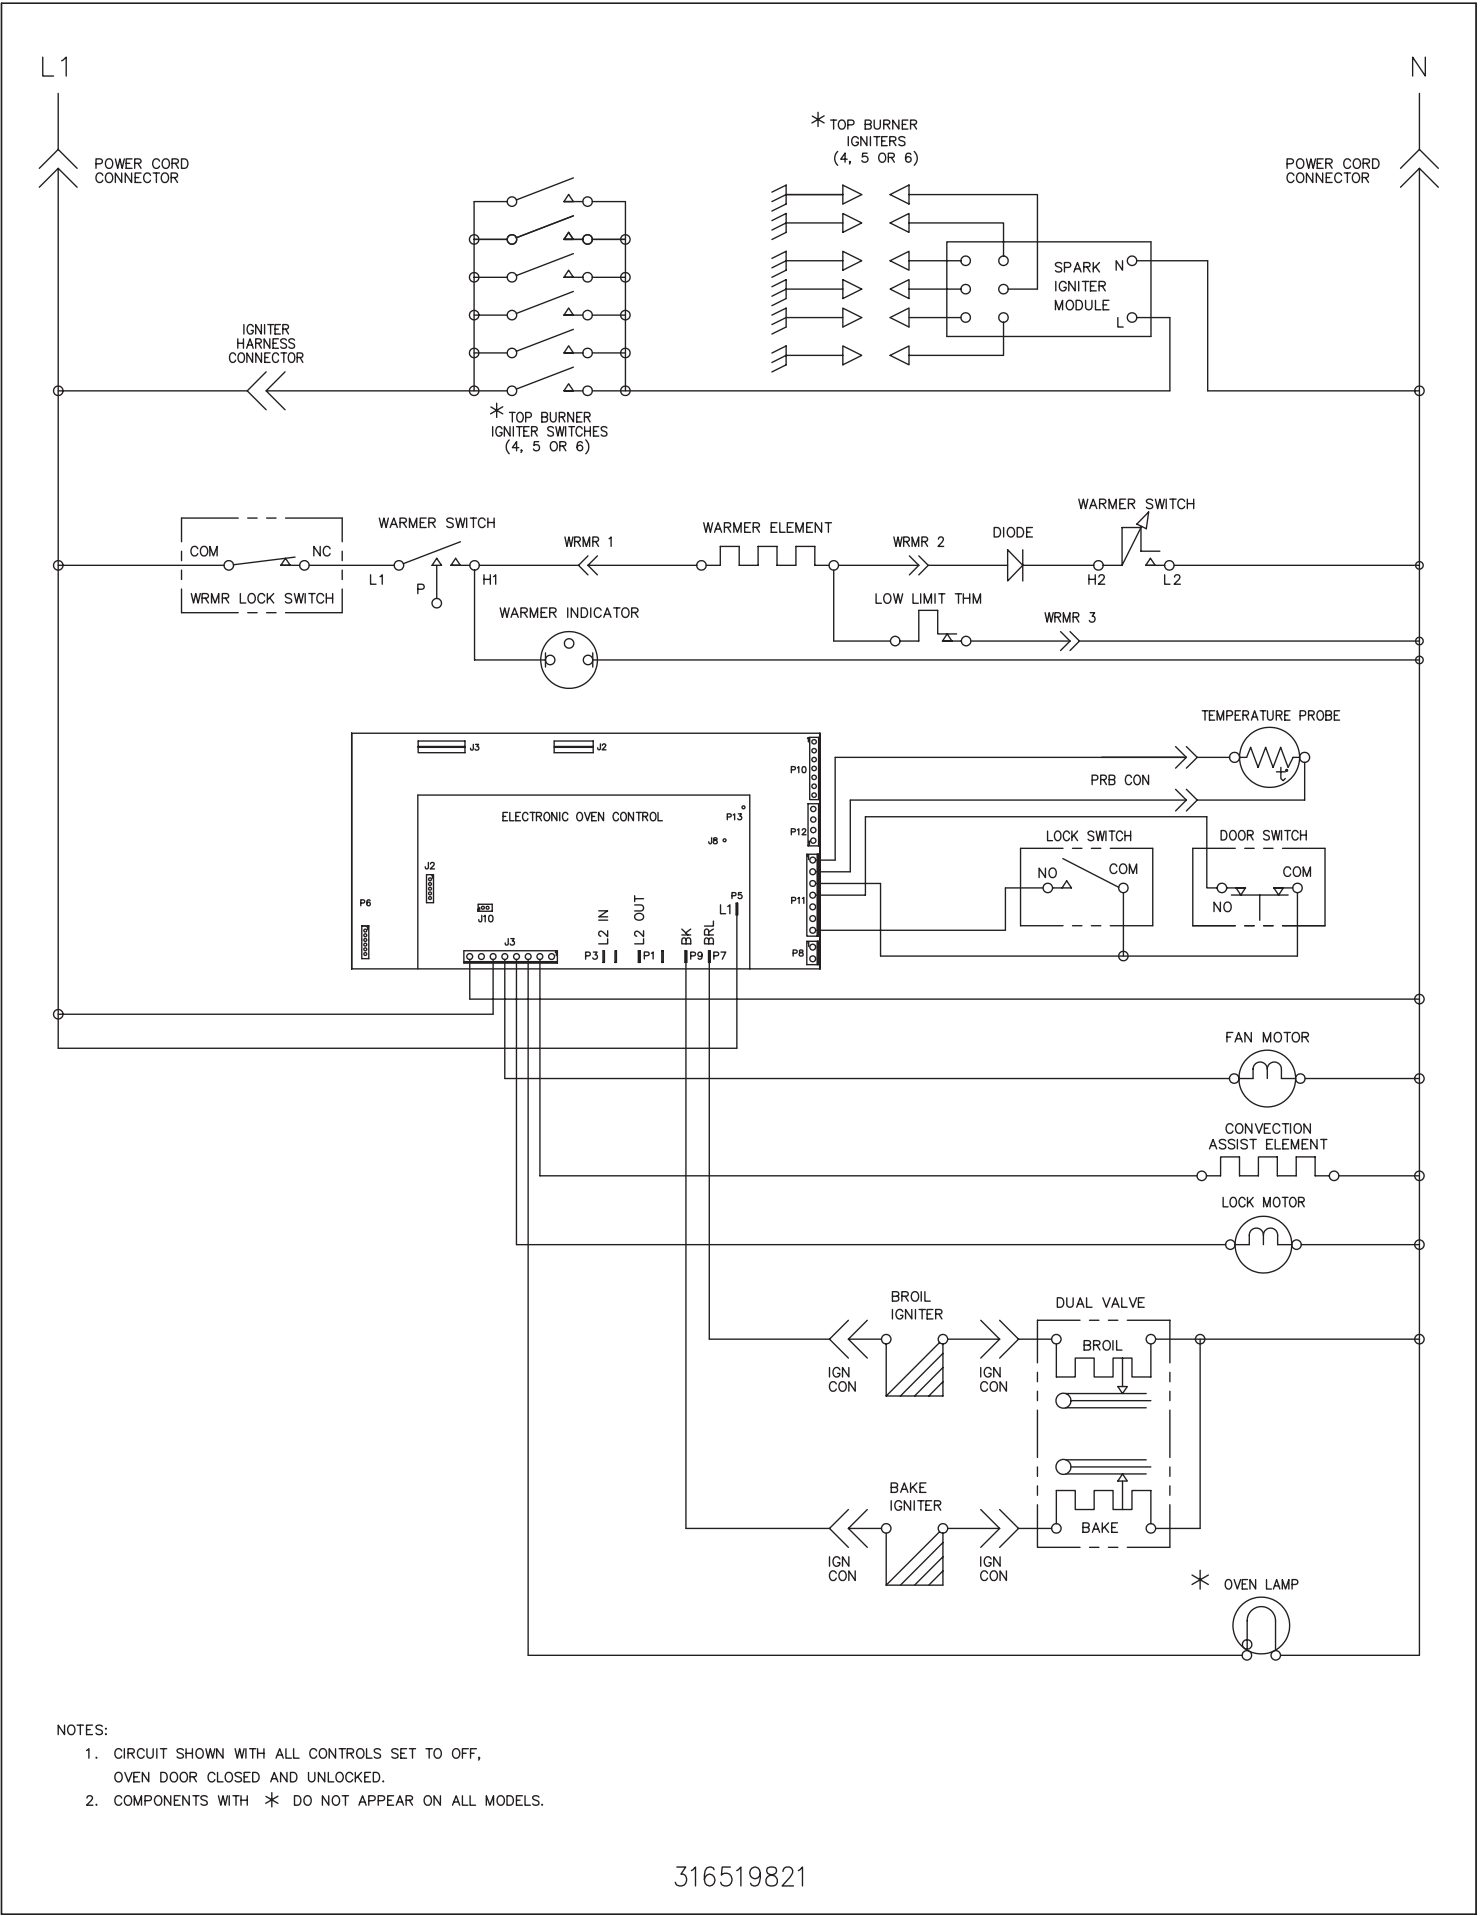 L1
N
* TOP BURNER
IGNITERS
(4, 5 OR 6)
POWER CORD
CONNECTOR
POWER CORD
CONNECTOR
SPARK
IGNITER
MODULE
N
L
IGNITER
HARNESS
CONNECTOR
* TOP BURNER
IGNITER SWITCHES
(4, 5 OR 6)
WARMER SWITCH
WARMER SWITCH
WARMER ELEMENT
DIODE
WRMR 1
WRMR 2
COM
NC
L1
P
H1
H2
L2
WRMR LOCK SWITCH
LOW LIMIT THM
WARMER INDICATOR
WRMR 3
TEMPERATURE PROBE
t°
PRB CON
J3
J2
1
P10
ELECTRONIC OVEN CONTROL
P13
P12
J8
LOCK SWITCH
DOOR SWITCH
J2
NO
COM
COM
NO
P6
P5
L1
P11
J10
J3
L2 IN
L2 OUT
BK
BRL
P3
P1
P9
P7
P8
FAN MOTOR
CONVECTION
ASSIST ELEMENT
LOCK MOTOR
BROIL
IGNITER
DUAL VALVE
BROIL
IGN
CON
IGN
CON
BAKE
IGNITER
BAKE
IGN
CON
IGN
CON
* OVEN LAMP
NOTES:
1. CIRCUIT SHOWN WITH ALL CONTROLS SET TO OFF,
OVEN DOOR CLOSED AND UNLOCKED.
2. COMPONENTS WITH * DO NOT APPEAR ON ALL MODELS.
316519821